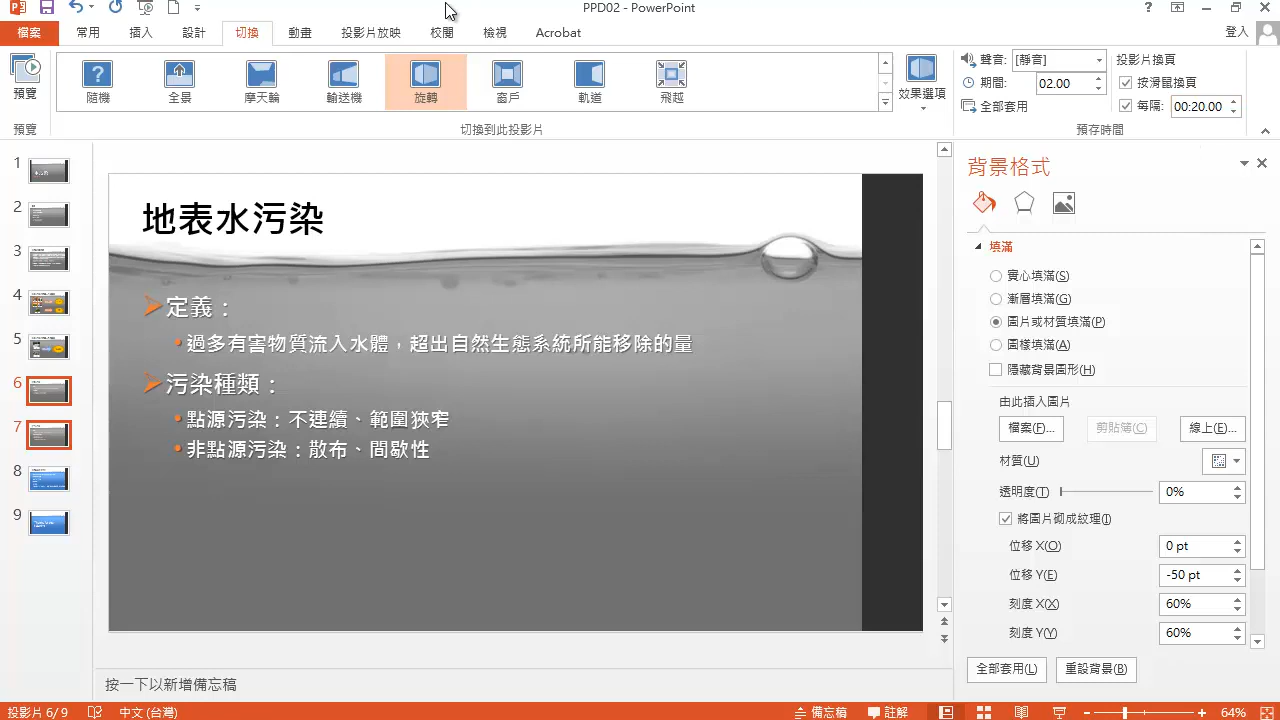 PPD02 - PowerPoint
?
檔案 常用 插入 設計 切換 動畫 投影片放映 校閱 檢視 Acrobat 登入
預覽
隨機 全景 摩天輪 輸送機 旋轉 窗戶 軌道 飛越
效果選項
聲音: [靜音]
期間: 02.00
全部套用
投影片換頁
按滑鼠換頁
每隔: 00:20.00
預覽 切換到此投影片 預存時間
1
2
3
4
5
6
7
8
9
地表水污染
定義：
過多有害物質流入水體，超出自然生態系統所能移除的量
污染種類：
點源污染：不連續、範圍狹窄
非點源污染：散布、間歇性
按一下以新增備忘稿
背景格式
填滿
實心填滿(S)
漸層填滿(G)
圖片或材質填滿(P)
圖樣填滿(A)
隱藏背景圖形(H)
由此插入圖片
檔案(F)... 剪貼簿(C) 線上(E)...
材質(U)
透明度(T) 0%
將圖片砌成紋理(I)
位移 X(O) 0 pt
位移 Y(E) -50 pt
刻度 X(X) 60%
刻度 Y(Y) 60%
全部套用(L) 重設背景(B)
投影片 6/9 中文 (台灣) 備忘稿 註解 64%